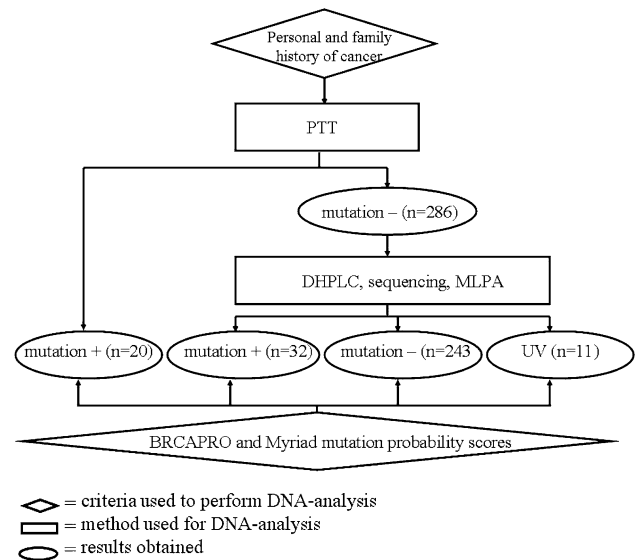 Personal and family
history of cancer
PTT
mutation – (n=286)
DHPLC, sequencing, MLPA
mutation + (n=20)
mutation + (n=32)
mutation – (n=243
UV (n=11)
BRCAPRO and Myriad mutation probability scores
= criteria used to perform DNA-analysis
= method used for DNA-analysis
= results obtained